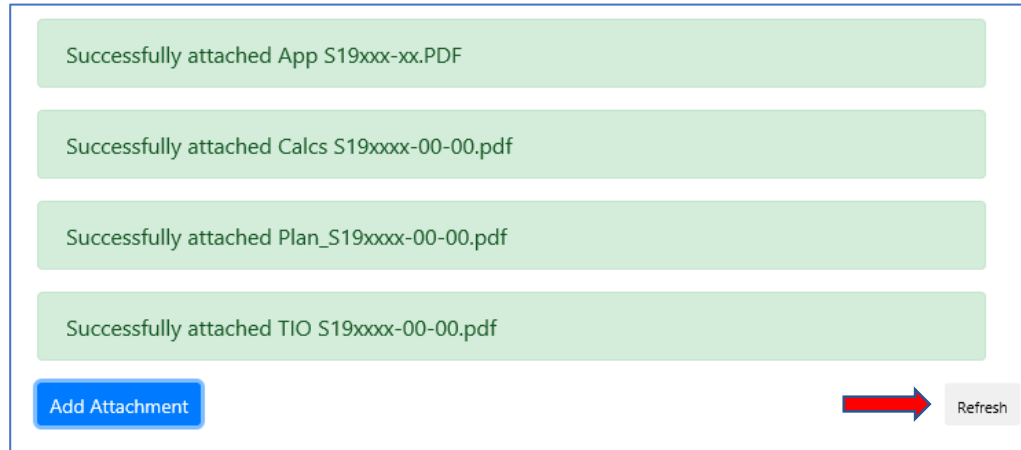 Successfully attached App S19xxx-xx.PDF
Successfully attached Calcs S19xxxx-00-00.pdf
Successfully attached Plan_S19xxxx-00-00.pdf
Successfully attached TIO S19xxxx-00-00.pdf
Add Attachment
Refresh